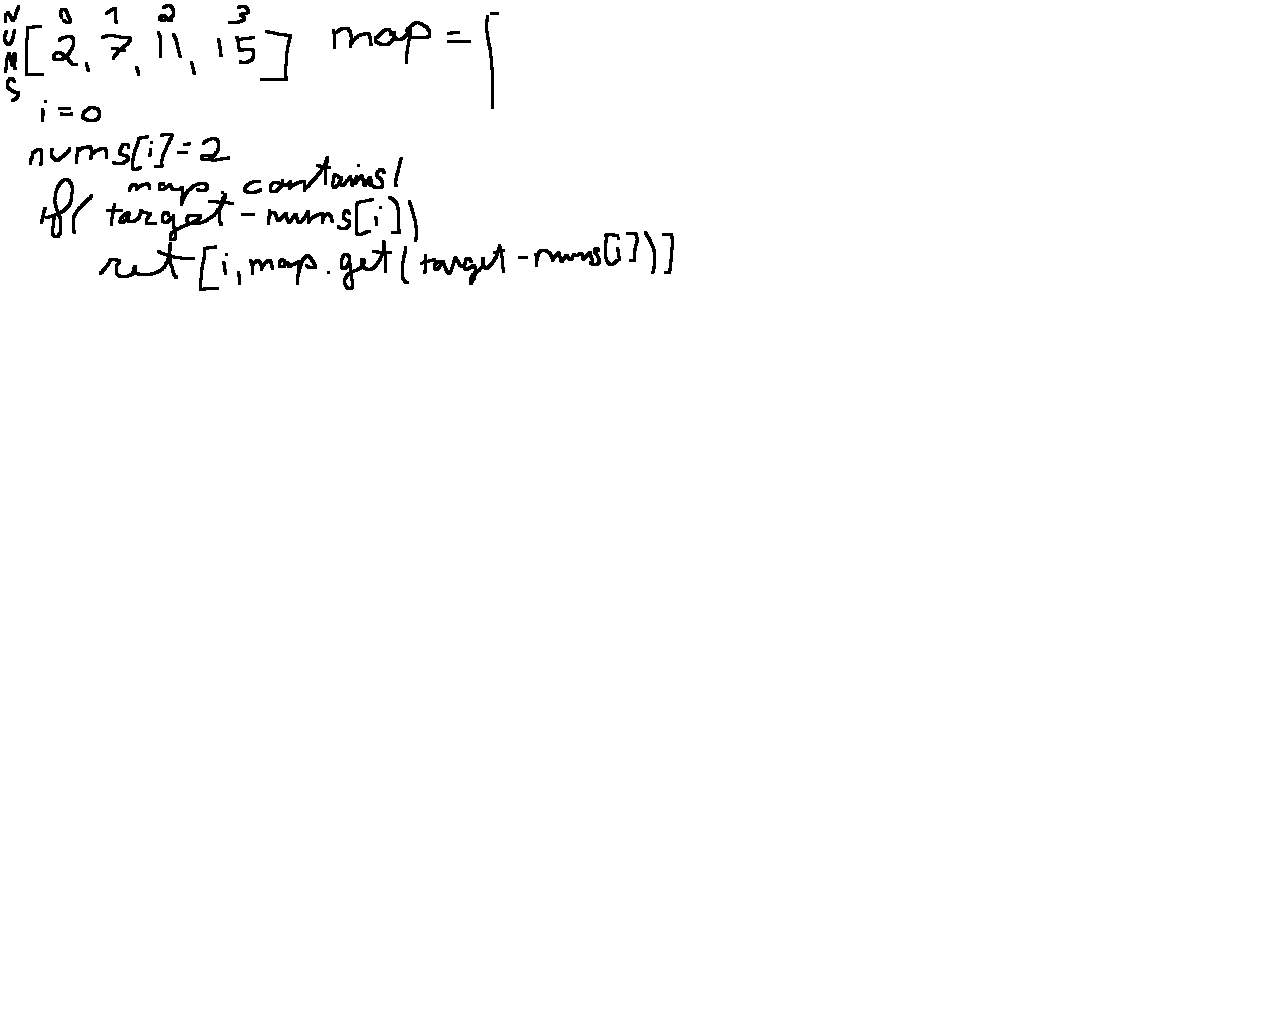 NUMS
0 1 2 3
[2, 7, 11, 15] map = [
i = 0
nums[i] = 2
map. contains(
if( target - nums[i])
ret [i, map.get(target - nums[i])]